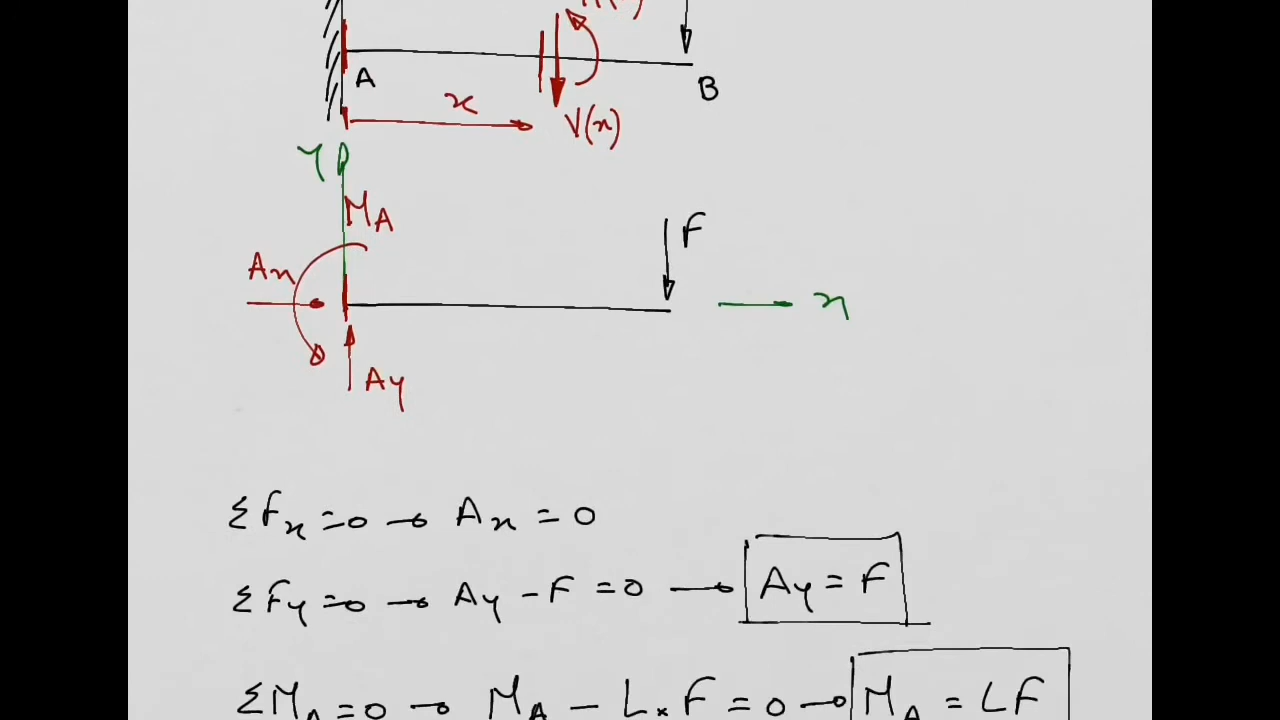 A
B
x
V(x)
Y
M_A
F
A_x
x
A_y
ΣF_x = 0 → A_x = 0
ΣF_y = 0 → A_y - F = 0 → A_y = F
ΣM_A = 0 → M_A - L × F = 0 → M_A = LF